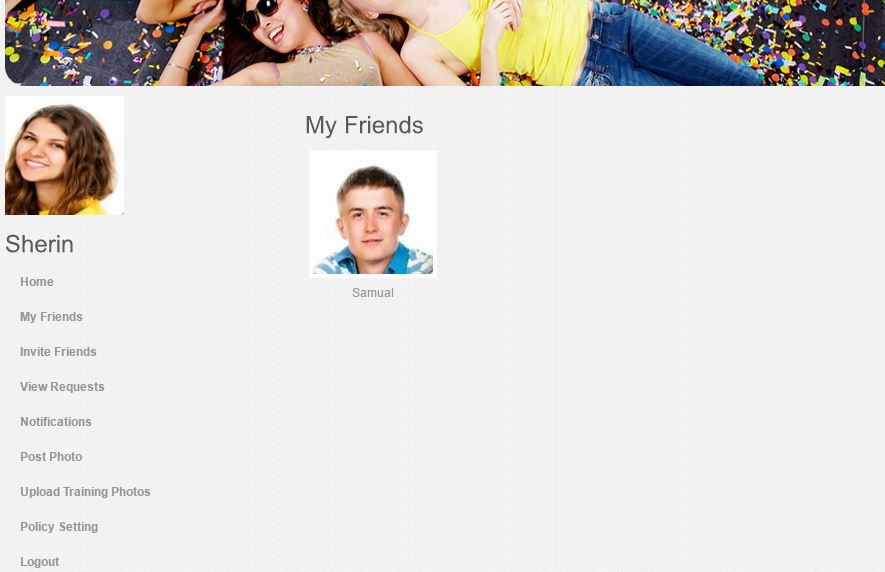 Sherin
Home
My Friends
Invite Friends
View Requests
Notifications
Post Photo
Upload Training Photos
Policy Setting
Logout
My Friends
Samual